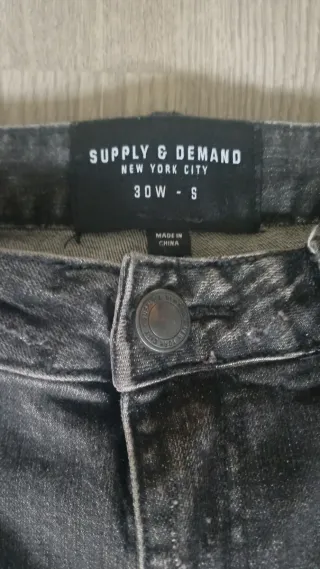 SUPPLY & DEMAND
NEW YORK CITY
30W - S
MADE IN
CHINA